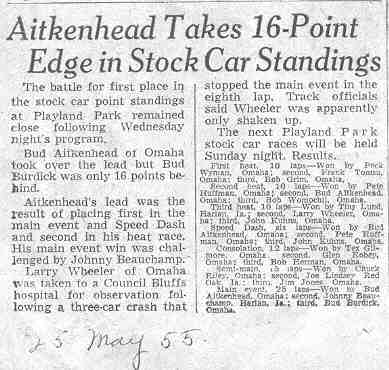 Aitkenhead Takes 16-Point
Edge in Stock Car Standings
The battle for first place in
the stock car point standings
at Playland Park remained
close following Wednesday
night's program.
Bud Aitkenhead of Omaha
took over the lead but Bud
Burdick was only 16 points be-
hind.
Aitkenhead's lead was the
result of placing first in the
main event and Speed Dash
and second in his heat race.
His main event win was chal-
lenged by Johnny Beauchamp.
Larry Wheeler of Omaha
was taken to a Council Bluffs
hospital for observation fol-
lowing a three-car crash that
stopped the main event in the
eighth lap. Track officials
said Wheeler was apparently
only shaken up.
The next Playland Park
stock car races will be held
Sunday night. Results.
First heat, 10 laps—Won by Pock
Wyman, Omaha; second, Frank Tomna,
Omaha; third, Bob Grim, Omaha.
Second heat, 10 laps—Won by Pete
Huffman, Omaha; second, Bud Aitkenhead,
Omaha; third, Bob Wompchil, Omaha.
Third heat, 10 laps—Won by Tiny Lund,
Harlan, Ia.; second, Larry Wheeler, Oma-
ha; third, John Kuhns, Omaha.
Speed Dash, six laps—Won by Bud
Aitkenhead, Omaha; second, Pete Huff-
man, Omaha; third, John Kuhns, Omaha.
Consolation, 12 laps—Won by Tex Gil-
more, Omaha; second, Glen Robey,
Omaha; third, Bob Herman, Omaha.
Semi-main, 15 laps—Won by Chuck
Riley, Omaha; second, Joe Lindsey, Red
Oak, Ia.; third, Jim Jones, Omaha.
Main event, 25 laps—Won by Bud
Aitkenhead, Omaha; second, Johnny Beau-
champ, Harlan, Ia.; third, Bud Burdick,
Omaha.
25. May 55.